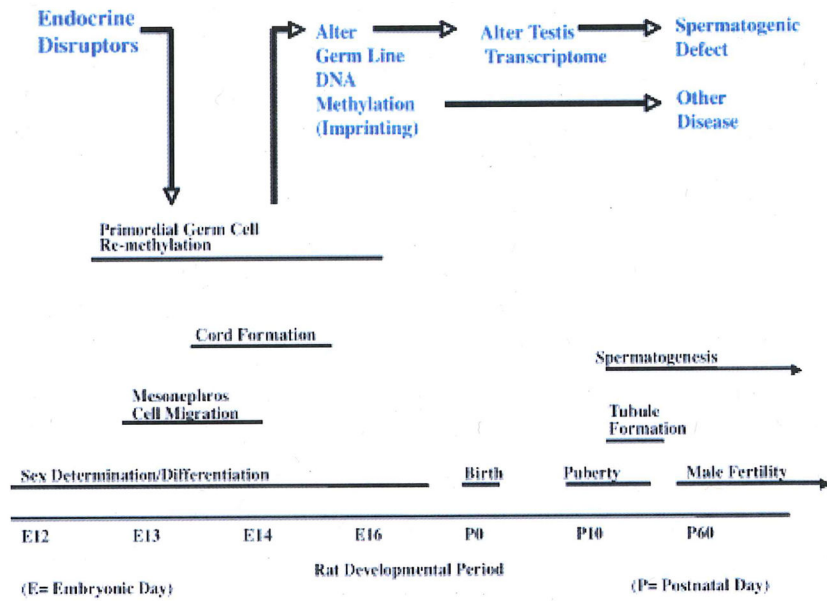 Endocrine
Disruptors
Alter
Germ Line
DNA
Methylation
(Imprinting)
Alter Testis
Transcriptome
Spermatogenic
Defect
Other
Disease
Primordial Germ Cell
Re-methylation
Cord Formation
Spermatogenesis
Mesonephros
Cell Migration
Tubule
Formation
Sex Determination/Differentiation
Birth
Puberty
Male Fertility
E12 E13 E14 E16 P0 P10 P60
Rat Developmental Period
(E= Embryonic Day)
(P= Postnatal Day)